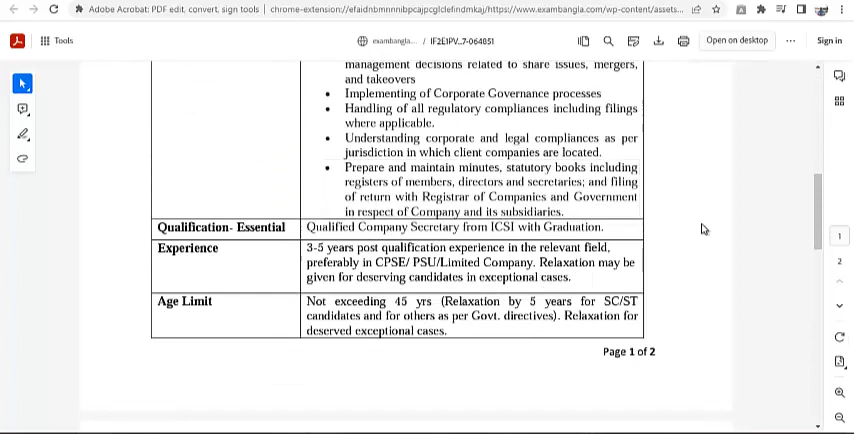 Adobe Acrobat: PDF edit, convert, sign tools | chrome-extension://efaidnbmnnnibpcajpcglclefindmkaj/https://www.exambangla.com/wp-content/assets...
Tools
exambangla... / IF2E1PV...7-064851
Open on desktop
Sign in
management decisions related to share issues, mergers,
and takeovers
• Implementing of Corporate Governance processes
• Handling of all regulatory compliances including filings
where applicable.
• Understanding corporate and legal compliances as per
jurisdiction in which client companies are located.
• Prepare and maintain minutes, statutory books including
registers of members, directors and secretaries; and filing
of return with Registrar of Companies and Government
in respect of Company and its subsidiaries.
Qualification- Essential Qualified Company Secretary from ICSI with Graduation.
Experience 3-5 years post qualification experience in the relevant field,
preferably in CPSE/ PSU/Limited Company. Relaxation may be
given for deserving candidates in exceptional cases.
Age Limit Not exceeding 45 yrs (Relaxation by 5 years for SC/ST
candidates and for others as per Govt. directives). Relaxation for
deserved exceptional cases.
Page 1 of 2
1
2